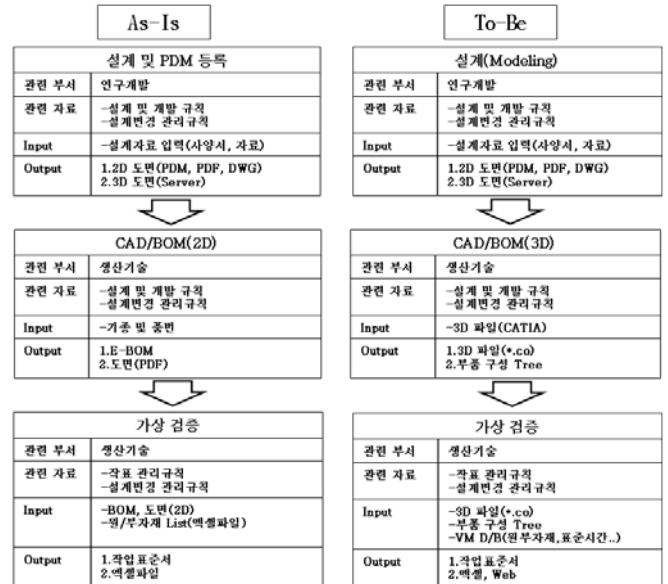 As-Is
설계 및 PDM 등록
관련 부서 연구개발
관련 자료 -설계 및 개발 규칙
-설계변경 관리규칙
Input -설계자료 입력(사양서, 자료)
Output 1.2D 도면(PDM, PDF, DWG)
2.3D 도면(Server)
CAD/BOM(2D)
관련 부서 생산기술
관련 자료 -설계 및 개발 규칙
-설계변경 관리규칙
Input -기종 및 품번
Output 1.E-BOM
2.도면(PDF)
가상 검증
관련 부서 생산기술
관련 자료 -작표 관리규칙
-설계변경 관리규칙
Input -BOM, 도면(2D)
-원/부자재 List(엑셀파일)
Output 1.작업표준서
2.엑셀파일
To-Be
설계(Modeling)
관련 부서 연구개발
관련 자료 -설계 및 개발 규칙
-설계변경 관리규칙
Input -설계자료 입력(사양서, 자료)
Output 1.2D 도면(PDM, PDF, DWG)
2.3D 도면(Server)
CAD/BOM(3D)
관련 부서 생산기술
관련 자료 -설계 및 개발 규칙
-설계변경 관리규칙
Input -3D 파일(CATIA)
Output 1.3D 파일(*.co)
2.부품 구성 Tree
가상 검증
관련 부서 생산기술
관련 자료 -작표 관리규칙
-설계변경 관리규칙
Input -3D 파일(*.co)
-부품 구성 Tree
-VM D/B(원부자재,표준시간..)
Output 1.작업표준서
2.엑셀, Web